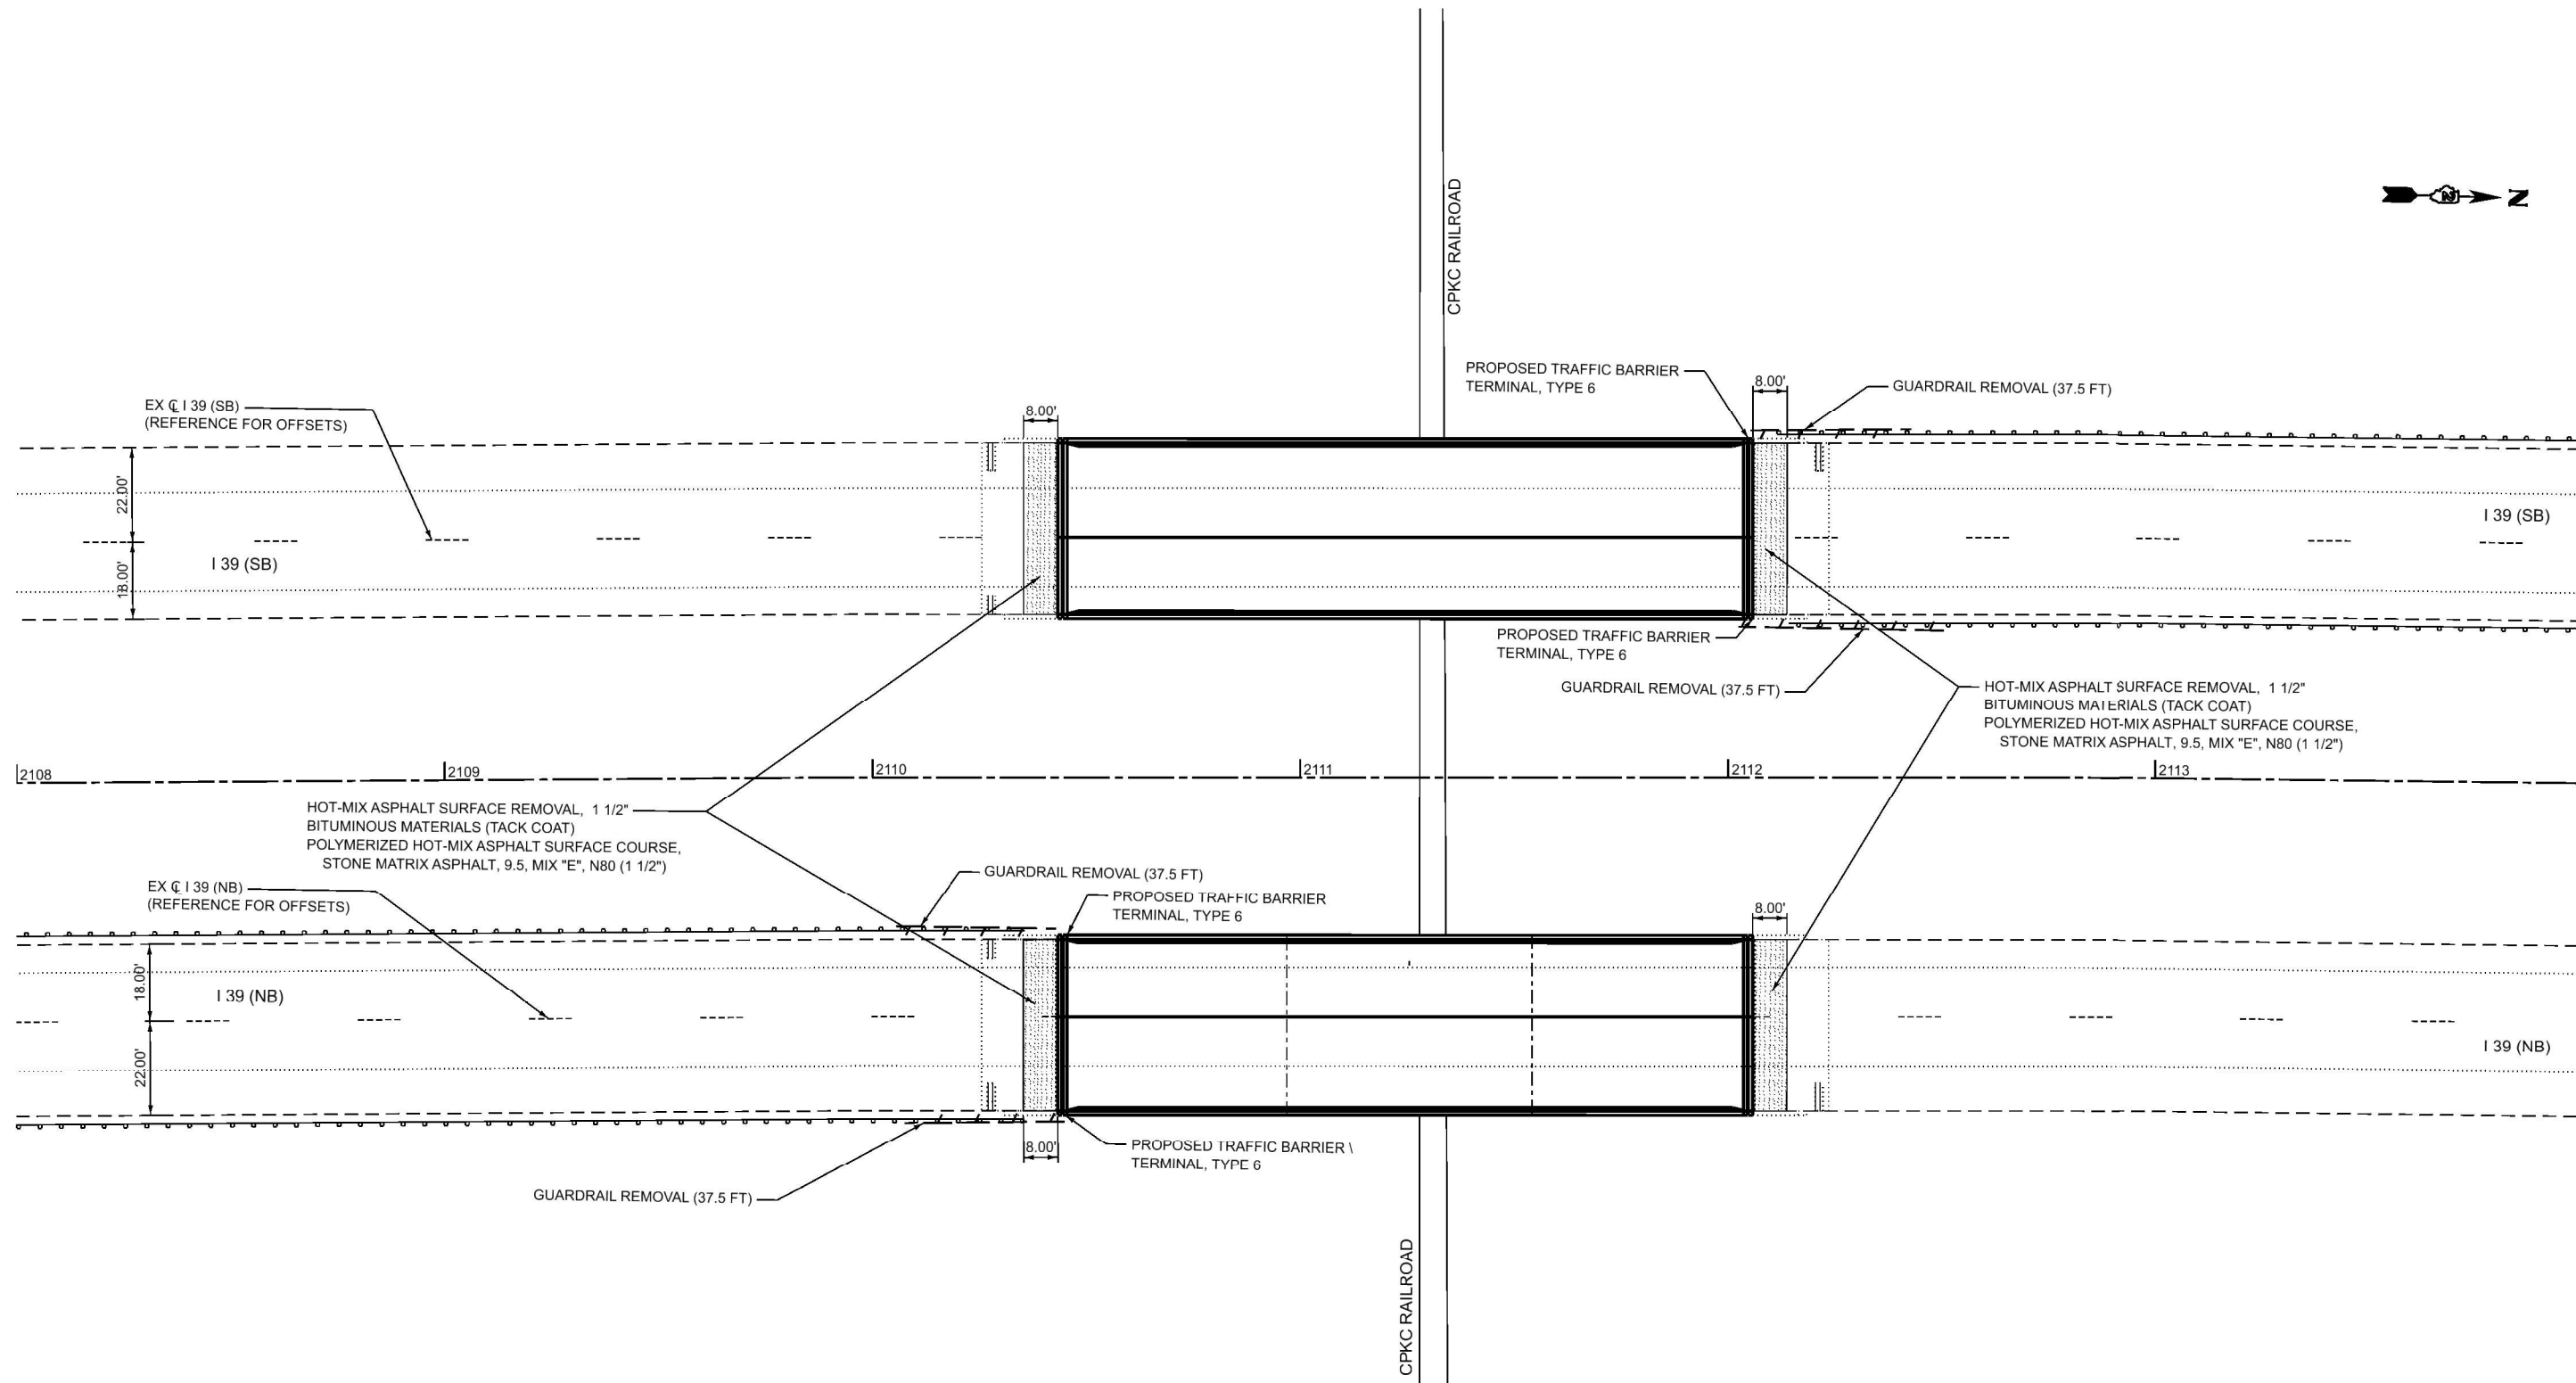 CPKC RAILROAD
N
PROPOSED TRAFFIC BARRIER
TERMINAL, TYPE 6
8.00'
GUARDRAIL REMOVAL (37.5 FT)
EX ℄ I 39 (SB)
(REFERENCE FOR OFFSETS)
8.00'
22.00'
18.00'
I 39 (SB)
I 39 (SB)
PROPOSED TRAFFIC BARRIER
TERMINAL, TYPE 6
GUARDRAIL REMOVAL (37.5 FT)
HOT-MIX ASPHALT SURFACE REMOVAL, 1 1/2"
BITUMINOUS MATERIALS (TACK COAT)
POLYMERIZED HOT-MIX ASPHALT SURFACE COURSE,
STONE MATRIX ASPHALT, 9.5, MIX "E", N80 (1 1/2")
2108
2109
2110
2111
2112
2113
HOT-MIX ASPHALT SURFACE REMOVAL, 1 1/2"
BITUMINOUS MATERIALS (TACK COAT)
POLYMERIZED HOT-MIX ASPHALT SURFACE COURSE,
STONE MATRIX ASPHALT, 9.5, MIX "E", N80 (1 1/2")
GUARDRAIL REMOVAL (37.5 FT)
EX ℄ I 39 (NB)
(REFERENCE FOR OFFSETS)
PROPOSED TRAFFIC BARRIER
TERMINAL, TYPE 6
8.00'
18.00'
22.00'
I 39 (NB)
I 39 (NB)
8.00'
PROPOSED TRAFFIC BARRIER \
TERMINAL, TYPE 6
GUARDRAIL REMOVAL (37.5 FT)
CPKC RAILROAD